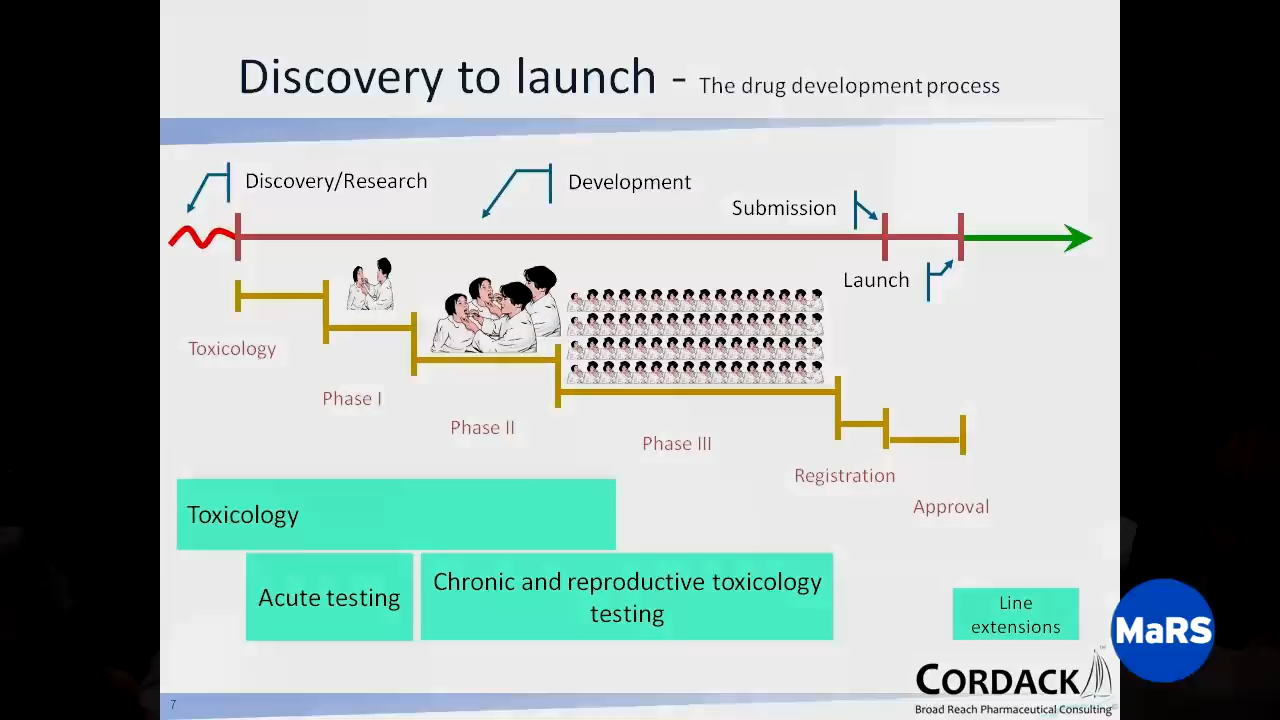 Discovery to launch - The drug development process
Discovery/Research
Development
Submission
Launch
Toxicology
Phase I
Phase II
Phase III
Registration
Approval
Toxicology
Acute testing
Chronic and reproductive toxicology
testing
Line
extensions
MaRS
CORDACK
TM
Broad Reach Pharmaceutical Consulting
7